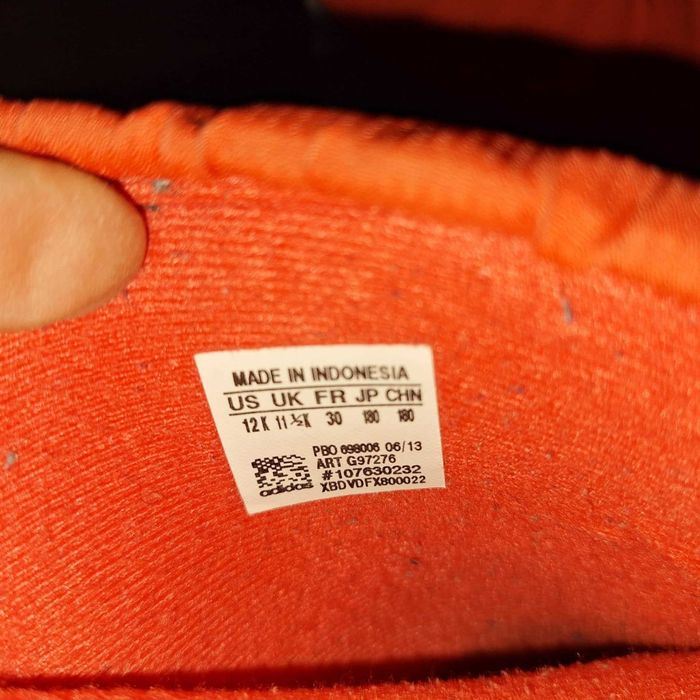 MADE IN INDONESIA
US UK FR JP CHN
12K 11½K 30 180 180
PBO 698006 06/13
ART G97276
#107630232
adidas XBDVDFX800022